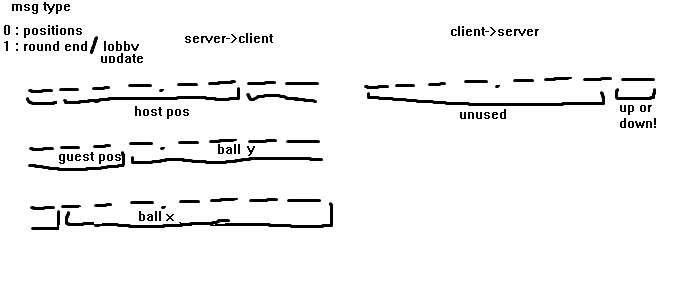 msg type
0 : positions
1 : round end / lobby
update
server->client
client->server
host pos
unused
up or
down!
guest pos
ball y
ball x